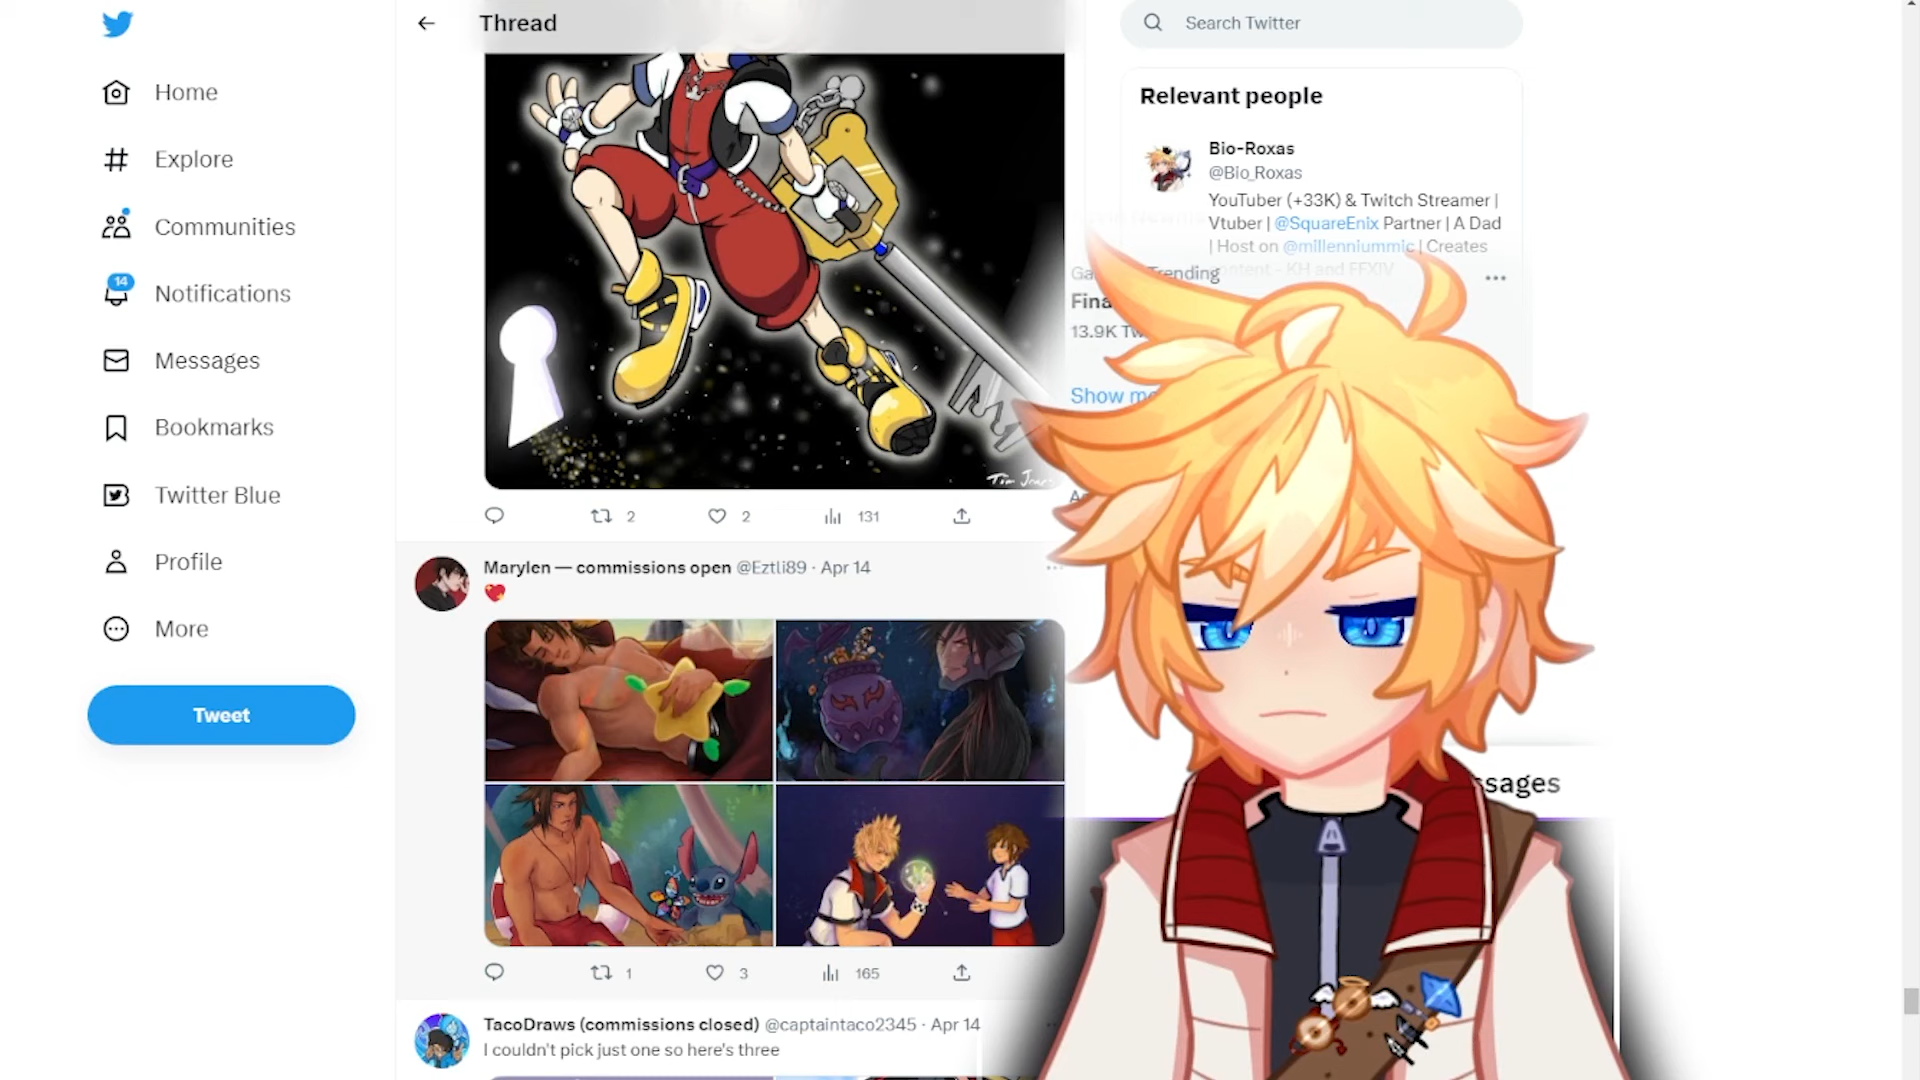 Home
Explore
Communities
14
Notifications
Messages
Bookmarks
Twitter Blue
Profile
More
Tweet
Thread
2
2
131
Marylen — commissions open @Eztli89 · Apr 14
1
3
165
TacoDraws (commissions closed) @captaintaco2345 · Apr 14
I couldn't pick just one so here's three
Search Twitter
Relevant people
Bio-Roxas
@Bio_Roxas
YouTuber (+33K) & Twitch Streamer |
Vtuber | @SquareEnix Partner | A Dad
| Host on @millenniummic | Creates
content - KH and FFXIV
Trending
13.9K
Show